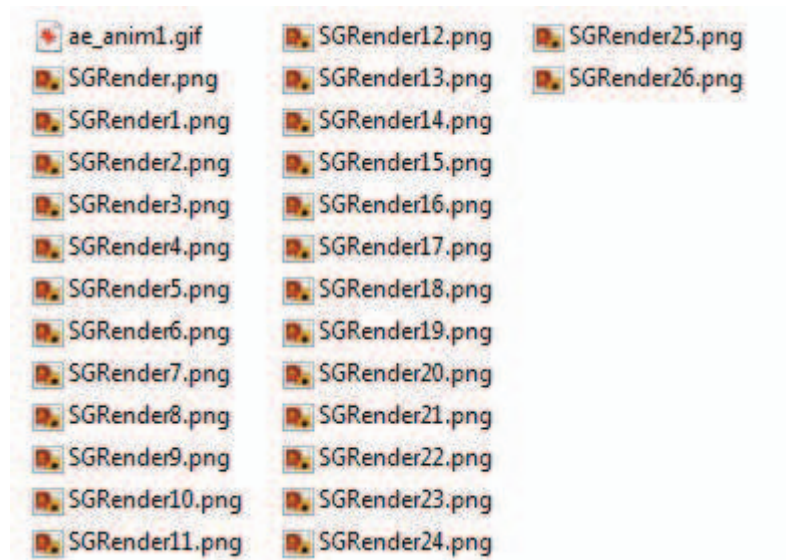 ae_anim1.gif
SGRender.png
SGRender1.png
SGRender2.png
SGRender3.png
SGRender4.png
SGRender5.png
SGRender6.png
SGRender7.png
SGRender8.png
SGRender9.png
SGRender10.png
SGRender11.png
SGRender12.png
SGRender13.png
SGRender14.png
SGRender15.png
SGRender16.png
SGRender17.png
SGRender18.png
SGRender19.png
SGRender20.png
SGRender21.png
SGRender22.png
SGRender23.png
SGRender24.png
SGRender25.png
SGRender26.png